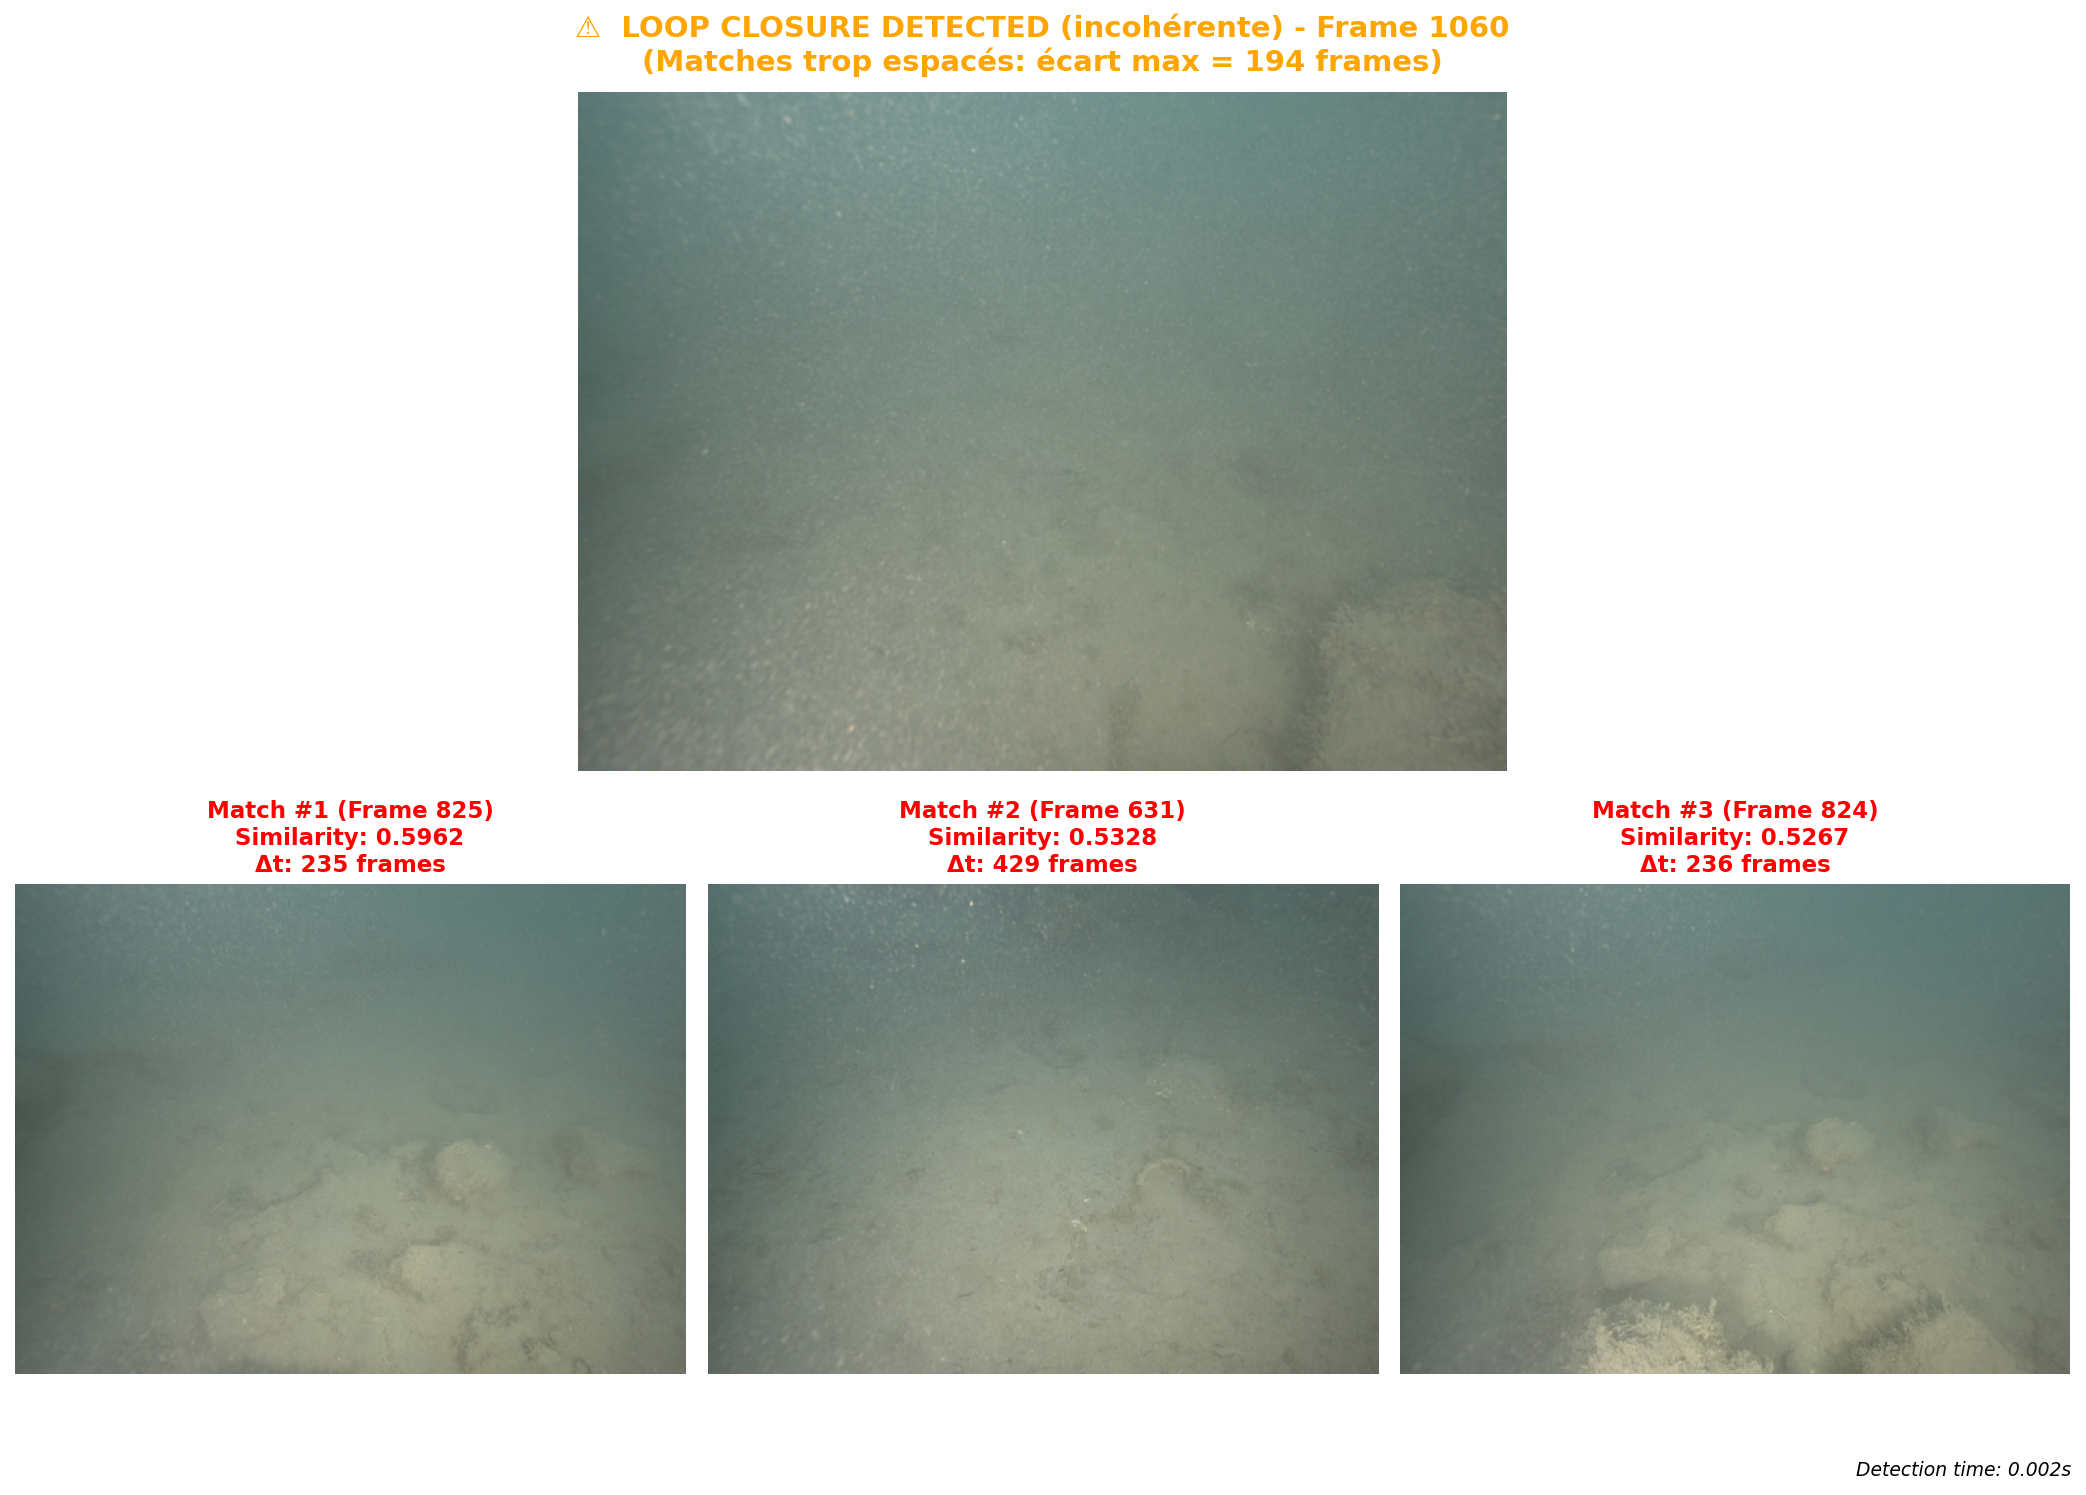 ⚠ LOOP CLOSURE DETECTED (incohérente) - Frame 1060
(Matches trop espacés: écart max = 194 frames)
Match #1 (Frame 825)
Similarity: 0.5962
Δt: 235 frames
Match #2 (Frame 631)
Similarity: 0.5328
Δt: 429 frames
Match #3 (Frame 824)
Similarity: 0.5267
Δt: 236 frames
Detection time: 0.002s